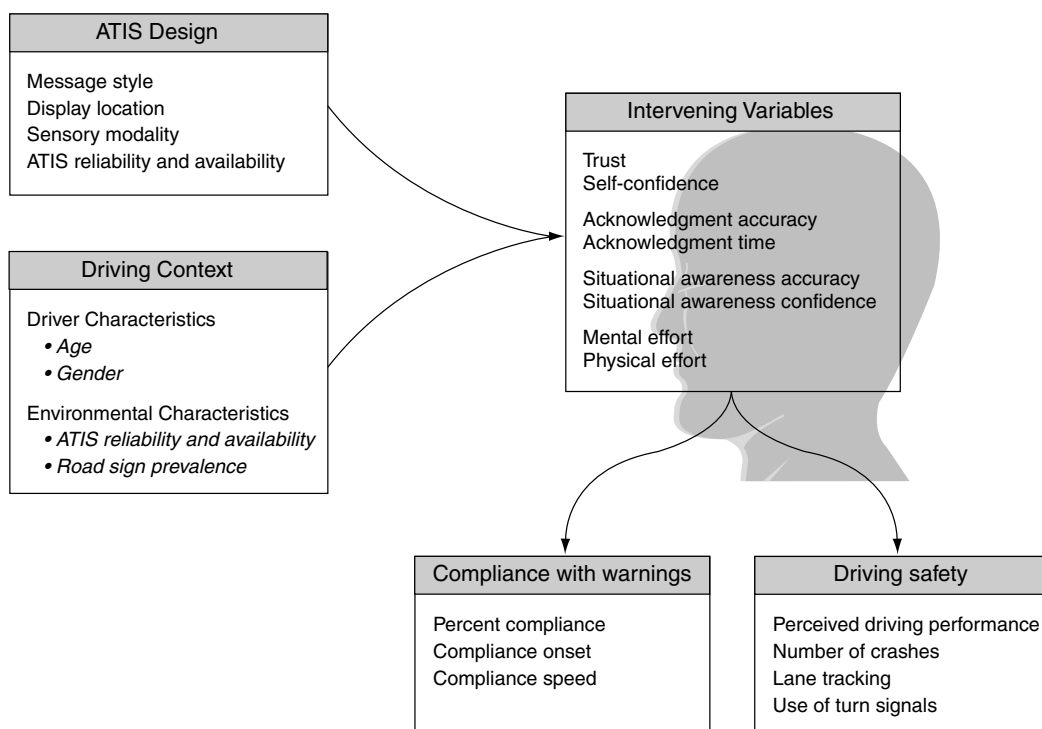 ATIS Design
Message style
Display location
Sensory modality
ATIS reliability and availability
Driving Context
Driver Characteristics
• Age
• Gender
Environmental Characteristics
• ATIS reliability and availability
• Road sign prevalence
Intervening Variables
Trust
Self-confidence
Acknowledgment accuracy
Acknowledgment time
Situational awareness accuracy
Situational awareness confidence
Mental effort
Physical effort
Compliance with warnings
Percent compliance
Compliance onset
Compliance speed
Driving safety
Perceived driving performance
Number of crashes
Lane tracking
Use of turn signals